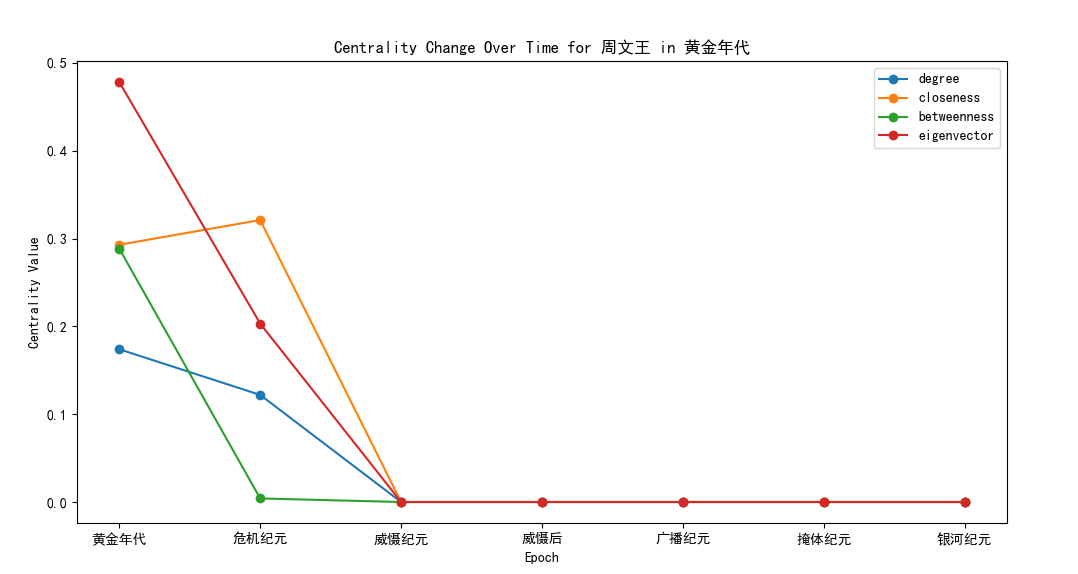 Centrality Change Over Time for 周文王 in 黄金年代
degree
closeness
betweenness
eigenvector
Centrality Value
0.5
0.4
0.3
0.2
0.1
0.0
黄金年代 危机纪元 威慑纪元 威慑后 广播纪元 掩体纪元 银河纪元
Epoch